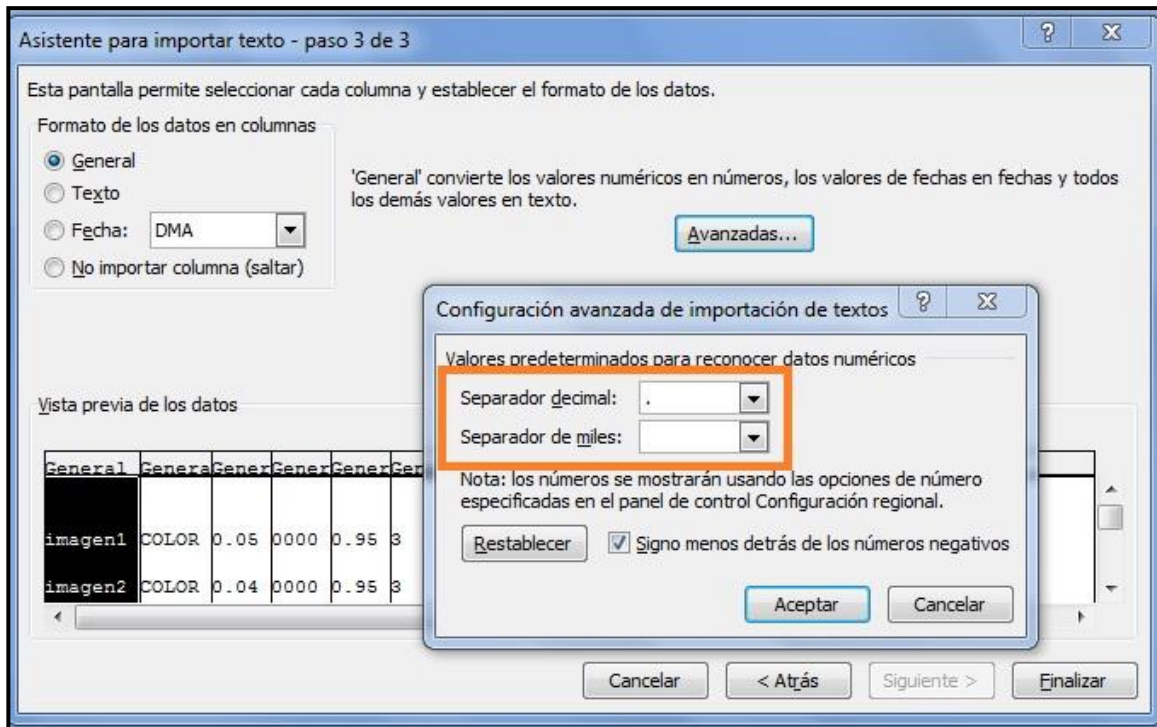 Asistente para importar texto - paso 3 de 3
Esta pantalla permite seleccionar cada columna y establecer el formato de los datos.
Formato de los datos en columnas
General
Texto
Fecha: DMA
No importar columna (saltar)
'General' convierte los valores numéricos en números, los valores de fechas en fechas y todos
los demás valores en texto.
Avanzadas...
Configuración avanzada de importación de textos
Valores predeterminados para reconocer datos numéricos
Separador decimal: .
Separador de miles:
Nota: los números se mostrarán usando las opciones de número
especificadas en el panel de control Configuración regional.
Restablecer Signo menos detrás de los números negativos
Aceptar Cancelar
Vista previa de los datos
General Genera Gener Gener Gener Gen
imagen1 COLOR 0.05 0000 0.95 3
imagen2 COLOR 0.04 0000 0.95 3
Cancelar < Atrás Siguiente > Finalizar